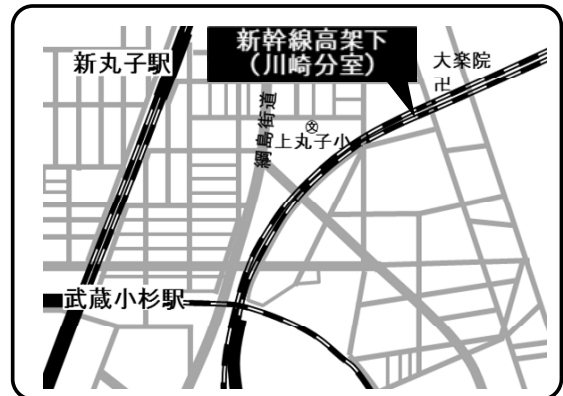 新幹線高架下
（川崎分室）
新丸子駅
大楽院
卍
綱島街道
上丸子小
武蔵小杉駅